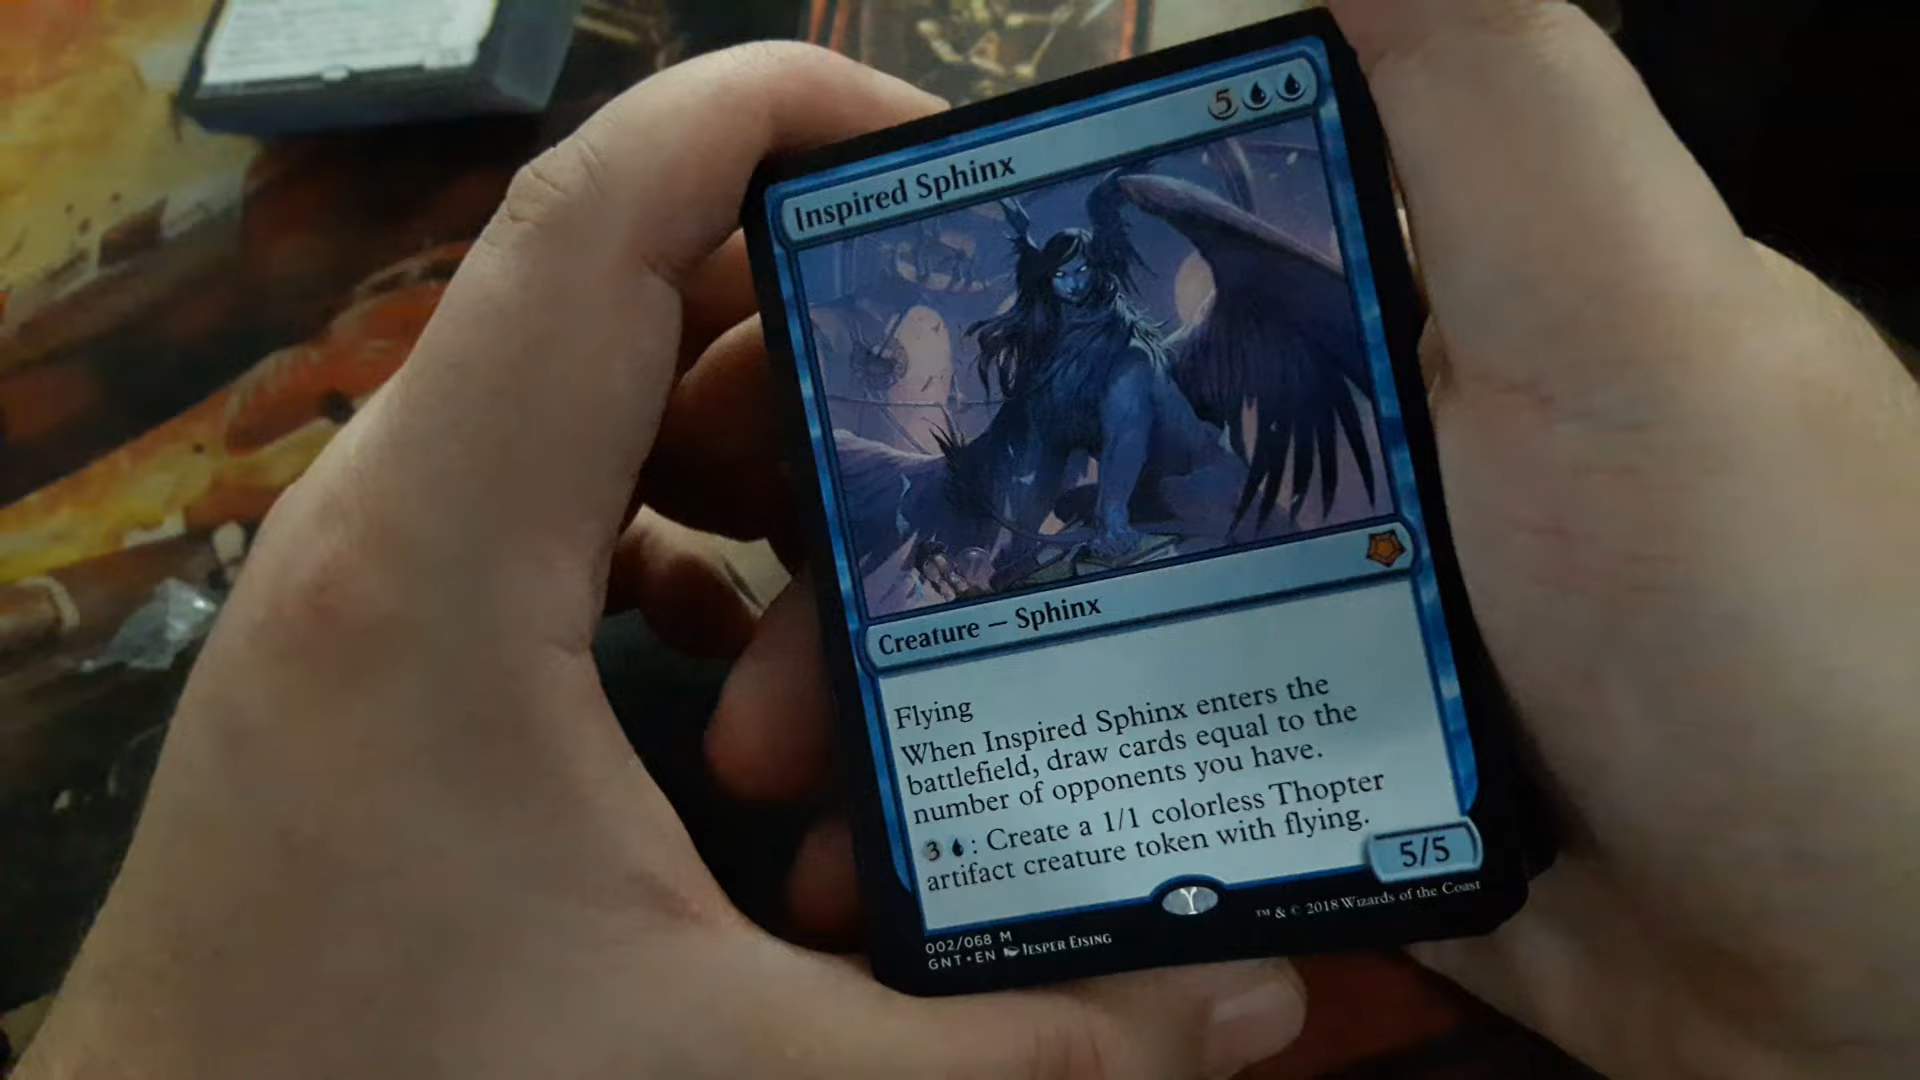 Inspired Sphinx
5
Creature — Sphinx
Flying
When Inspired Sphinx enters the
battlefield, draw cards equal to the
number of opponents you have.
3 : Create a 1/1 colorless Thopter
artifact creature token with flying.
5/5
002/068 M
GNT • EN JESPER EJSING
™ & © 2018 Wizards of the Coast